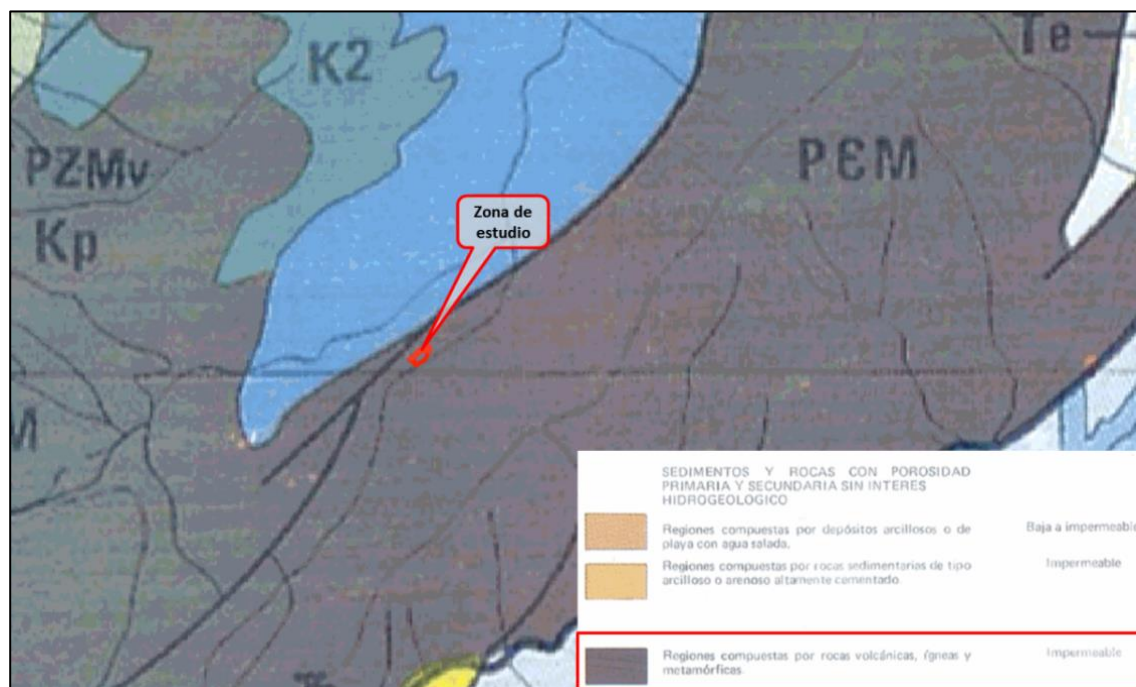 Te
K2
PЄM
PZ-Mv
Kp
Zona de
estudio
M
SEDIMENTOS Y ROCAS CON POROSIDAD
PRIMARIA Y SECUNDARIA SIN INTERES
HIDROGEOLOGICO
Regiones compuestas por depósitos arcillosos o de
playa con agua salada.
Baja a impermeable
Regiones compuestas por rocas sedimentarias de tipo
arcilloso o arenoso altamente cementado.
Impermeable
Regiones compuestas por rocas volcánicas, ígneas y
metamórficas.
Impermeable